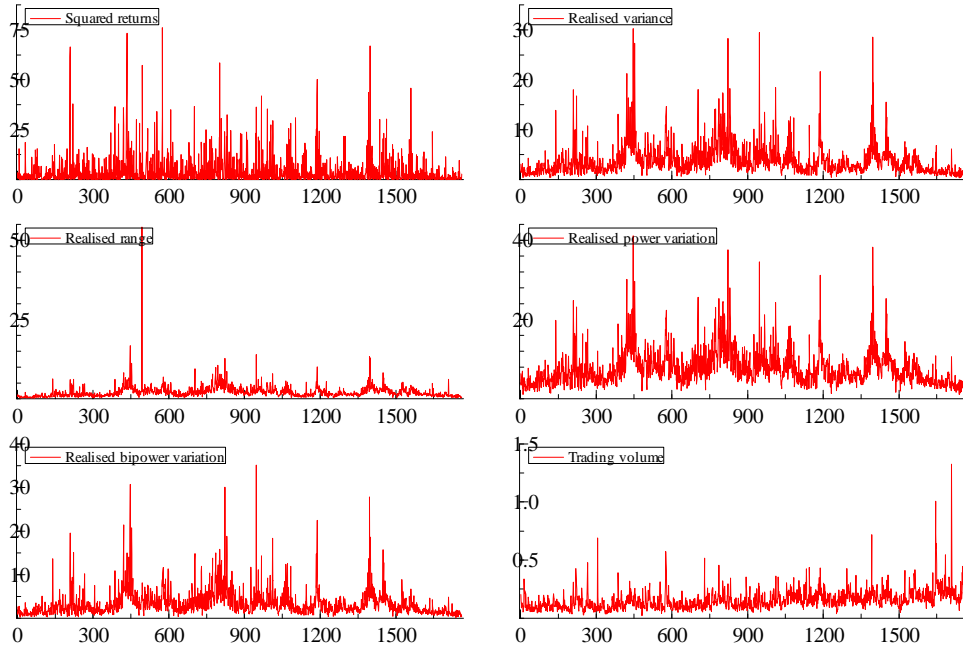 Squared returns
75
50
25
0 300 600 900 1200 1500
Realised variance
30
20
10
0 300 600 900 1200 1500
Realised range
50
25
0 300 600 900 1200 1500
Realised power variation
40
20
0 300 600 900 1200 1500
Realised bipower variation
40
30
20
10
0 300 600 900 1200 1500
Trading volume
1.5
1.0
0.5
0 300 600 900 1200 1500